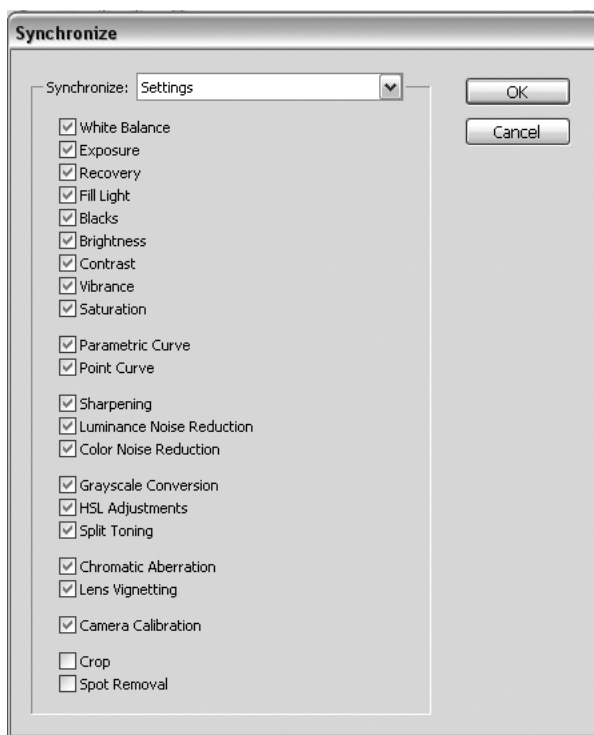 Synchronize
Synchronize: Settings
OK
Cancel
White Balance
Exposure
Recovery
Fill Light
Blacks
Brightness
Contrast
Vibrance
Saturation
Parametric Curve
Point Curve
Sharpening
Luminance Noise Reduction
Color Noise Reduction
Grayscale Conversion
HSL Adjustments
Split Toning
Chromatic Aberration
Lens Vignetting
Camera Calibration
Crop
Spot Removal